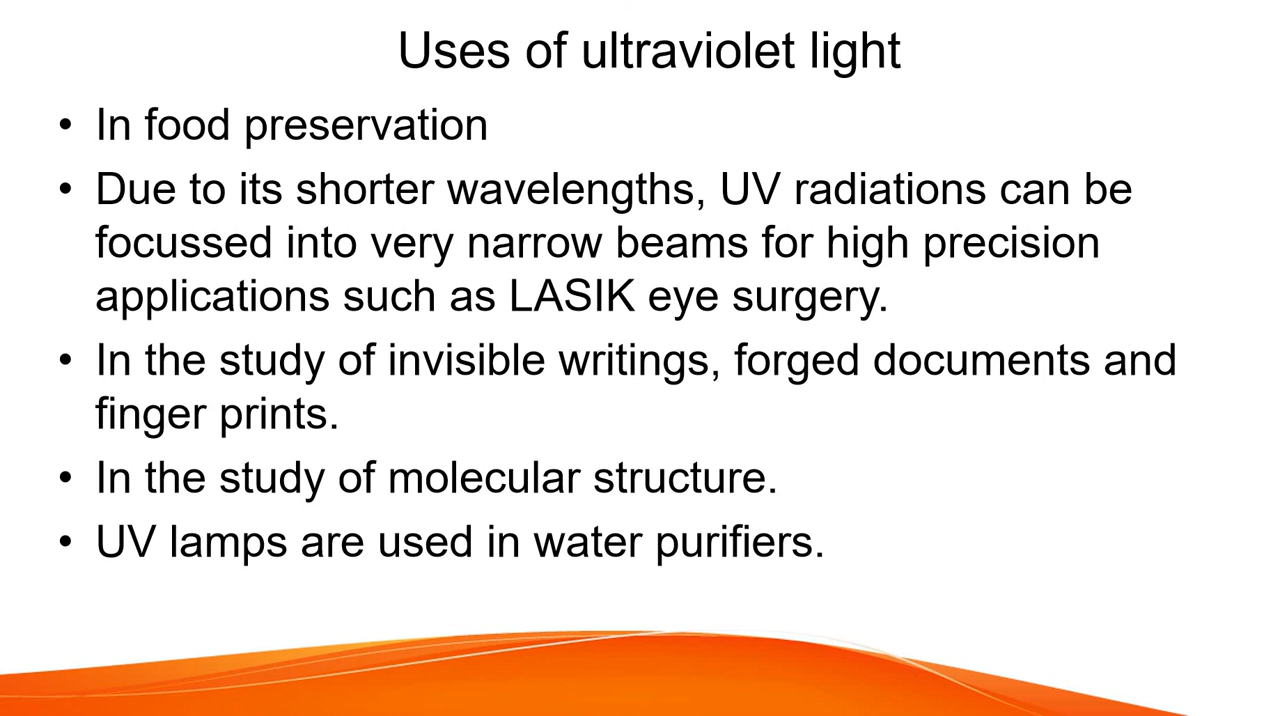 Uses of ultraviolet light
• In food preservation
• Due to its shorter wavelengths, UV radiations can be
focussed into very narrow beams for high precision
applications such as LASIK eye surgery.
• In the study of invisible writings, forged documents and
finger prints.
• In the study of molecular structure.
• UV lamps are used in water purifiers.